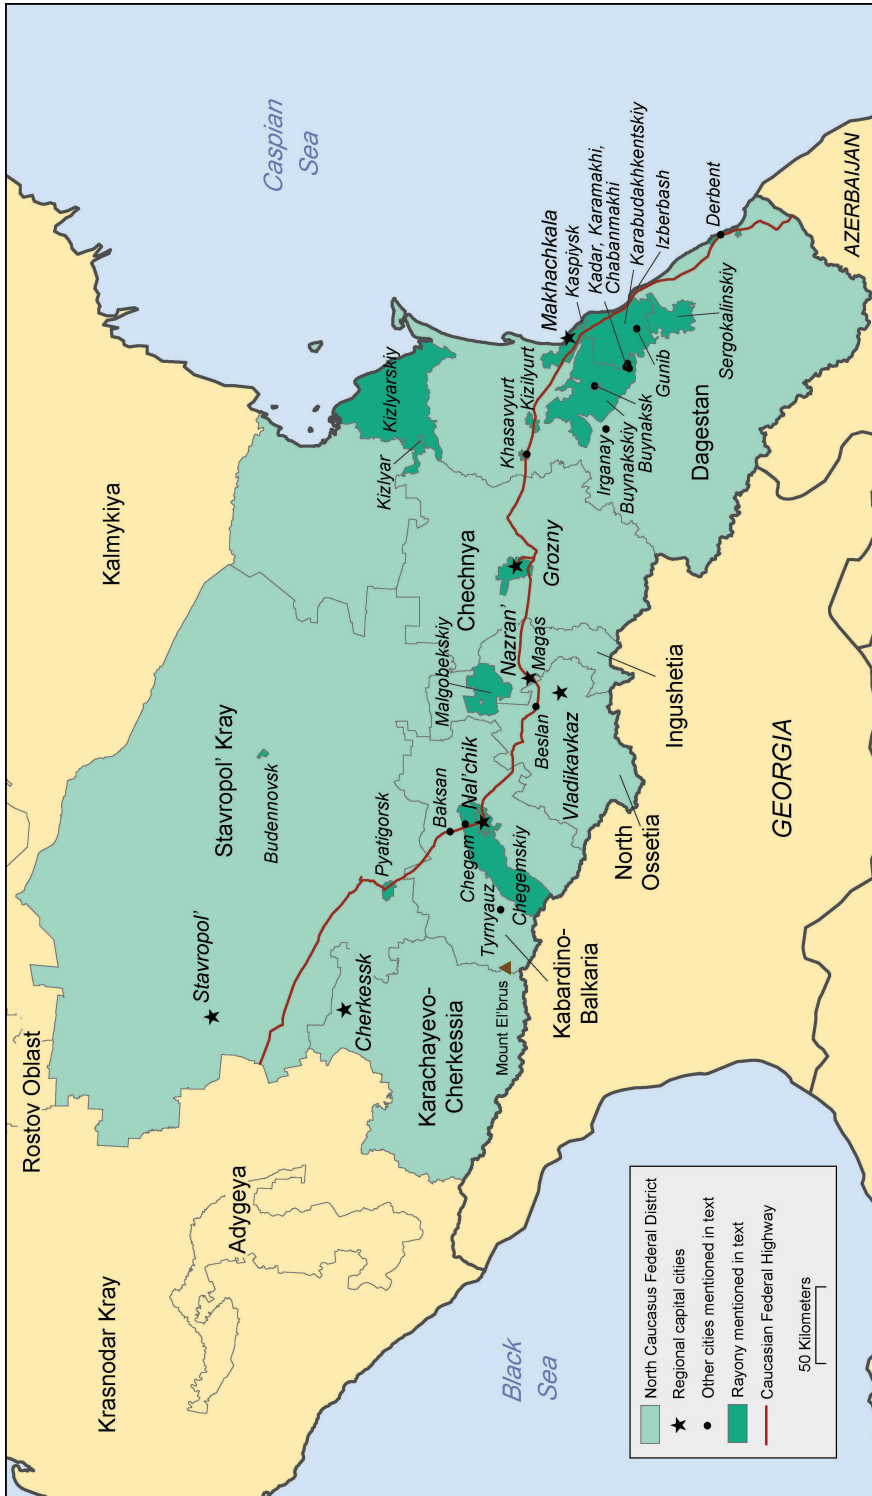 Rostov Oblast
Kalmykiya
Krasnodar Kray
Adygeya
Stavropol'
Stavropol' Kray
Budennovsk
Caspian
Sea
Cherkessk
Pyatigorsk
Kizlyar
Kizlyarskiy
Karachayevo-
Cherkessia
Baksan
Chegem
Nal'chik
Malgobekskiy
Chechnya
Nazran'
Magas
Grozny
Khasavyurt
Kizilyurt
Makhachkala
Kaspiysk
Kadar, Karamakhi,
Chabanmakhi
Karabudakhkentskiy
Izberbash
Derbent
Mount El'brus
Tyrnyauz
Chegemskiy
Beslan
Vladikavkaz
Irganay
Buynakskiy
Buynaksk
Gunib
Sergokalinskiy
Kabardino-
Balkaria
North
Ossetia
Ingushetia
Dagestan
Black
Sea
GEORGIA
AZERBAIJAN
North Caucasus Federal District
Regional capital cities
Other cities mentioned in text
Rayony mentioned in text
Caucasian Federal Highway
50 Kilometers